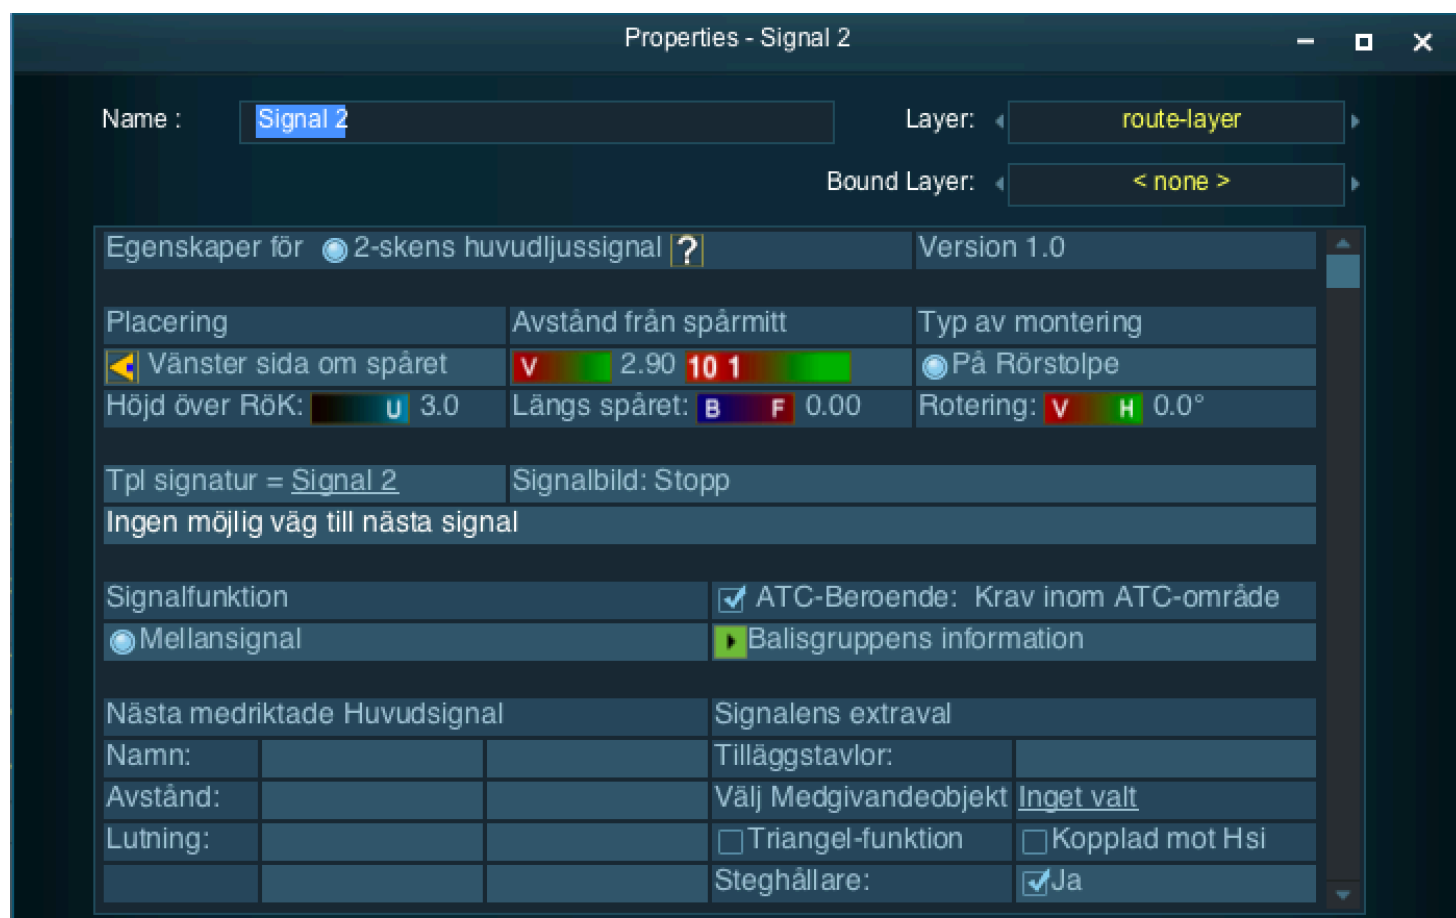 Properties - Signal 2
Name : Signal 2 Layer: route-layer
Bound Layer: < none >
Egenskaper för 2-skens huvudljussignal ? Version 1.0
Placering Avstånd från spårmitt Typ av montering
Vänster sida om spåret V 2.90 10 1 På Rörstolpe
Höjd över RöK: U 3.0 Längs spåret: B F 0.00 Rotering: V H 0.0°
Tpl signatur = Signal 2 Signalbild: Stopp
Ingen möjlig väg till nästa signal
Signalfunktion ATC-Beroende: Krav inom ATC-område
Mellansignal Balisgruppens information
Nästa medriktade Huvudsignal Signalens extraval
Namn: Tilläggstavlor:
Avstånd: Välj Medgivandeobjekt Inget valt
Lutning: Triangel-funktion Kopplad mot Hsi
Steghållare: Ja